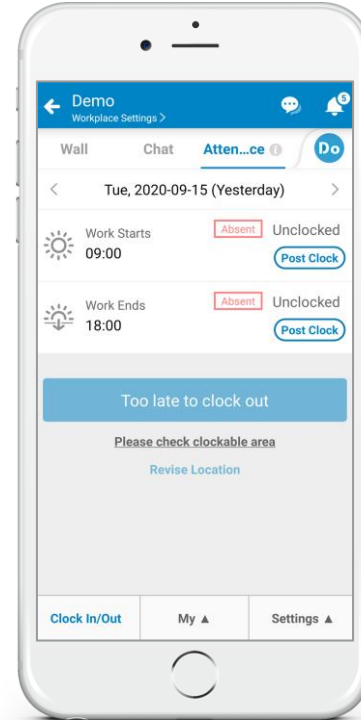 Demo
5
Workplace Settings >
Wall Chat Atten...ce Do
< Tue, 2020-09-15 (Yesterday) >
Work Starts Absent Unclocked
09:00 Post Clock
Work Ends Absent Unclocked
18:00 Post Clock
Too late to clock out
Please check clockable area
Revise Location
Clock In/Out My ▲ Settings ▲